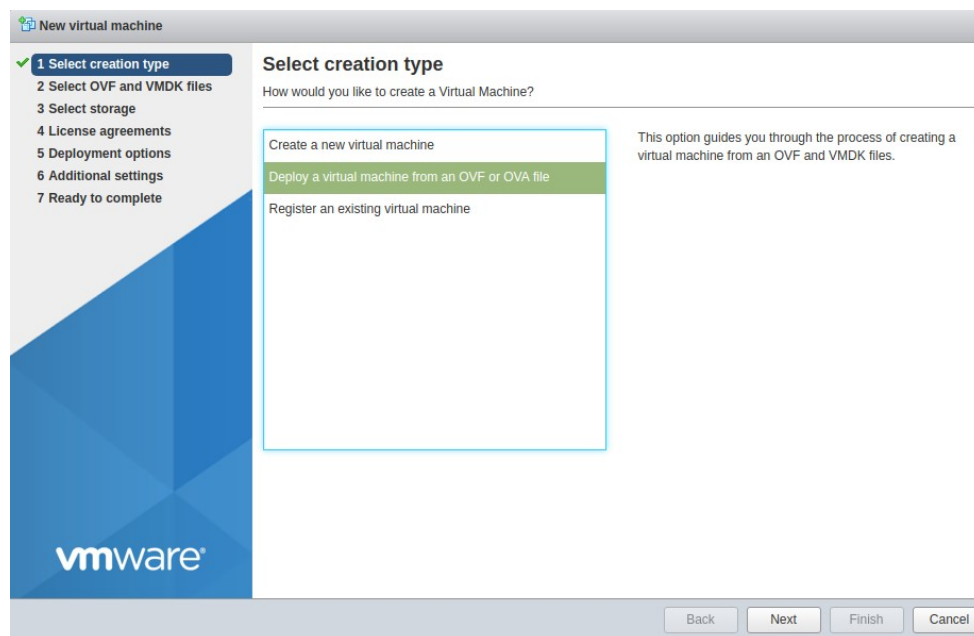 New virtual machine
1 Select creation type
2 Select OVF and VMDK files
3 Select storage
4 License agreements
5 Deployment options
6 Additional settings
7 Ready to complete
vmware®
Select creation type
How would you like to create a Virtual Machine?
Create a new virtual machine
Deploy a virtual machine from an OVF or OVA file
Register an existing virtual machine
This option guides you through the process of creating a
virtual machine from an OVF and VMDK files.
Back Next Finish Cancel